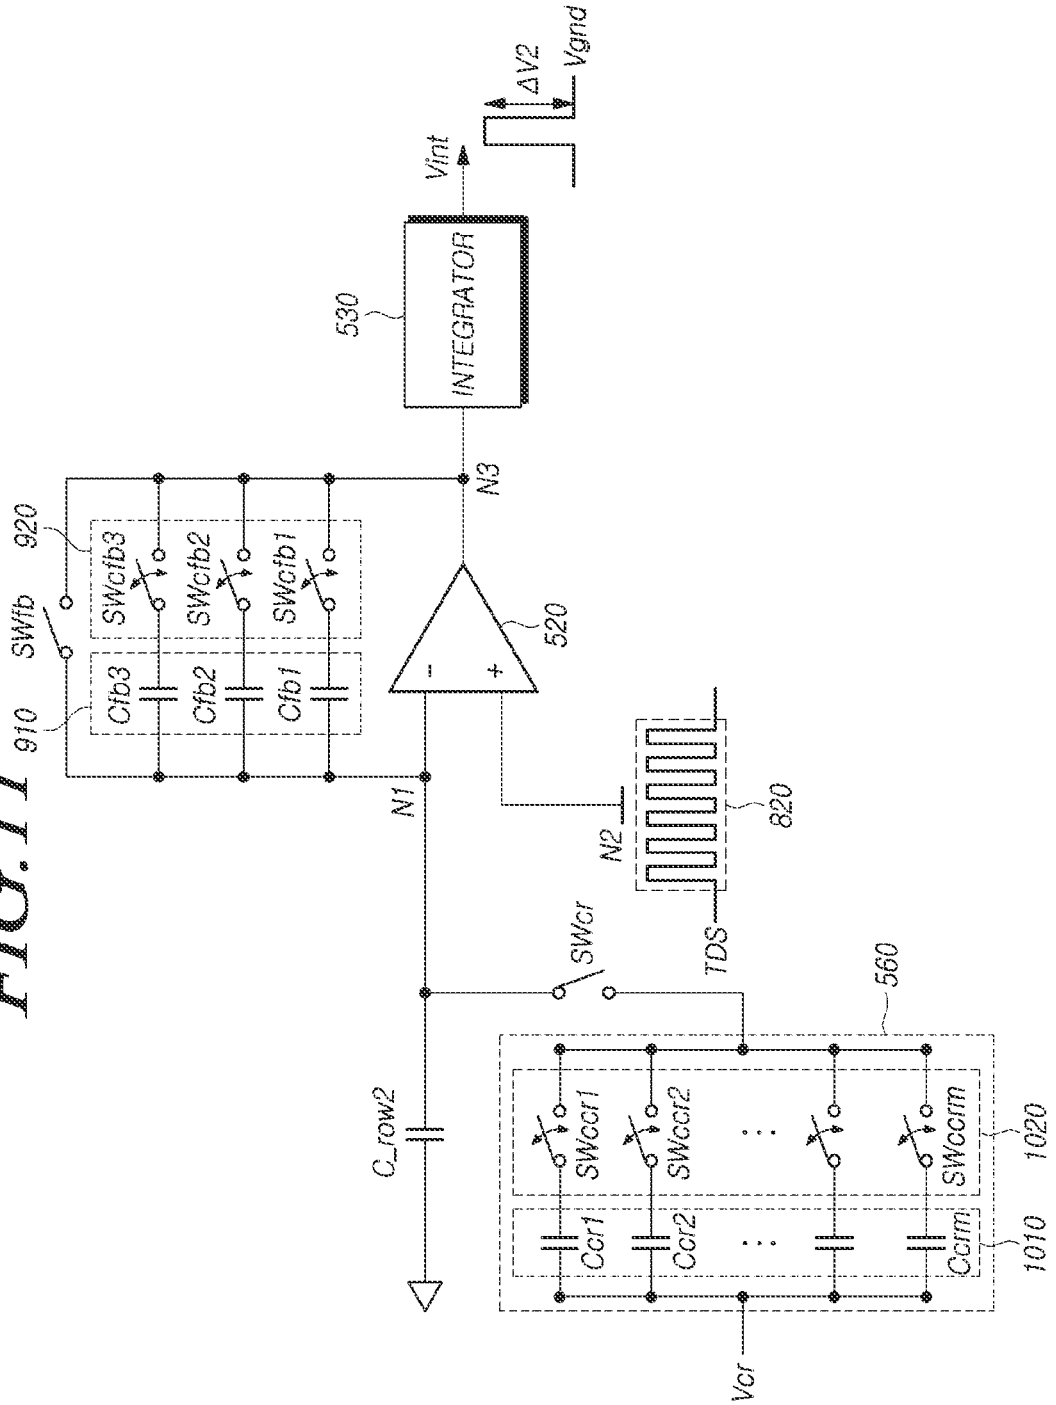 FIG. 11
910
SWfb
920
Cfb3
SWcfb3
Cfb2
SWcfb2
Cfb1
SWcfb1
N1
-
+
520
N3
530
INTEGRATOR
Vint
ΔV2
Vgnd
C_row2
SWcr
N2
TDS
820
560
Vcr
Ccr1
SWccr1
Ccr2
SWccr2
...
...
Ccrm
SWccrm
1010
1020